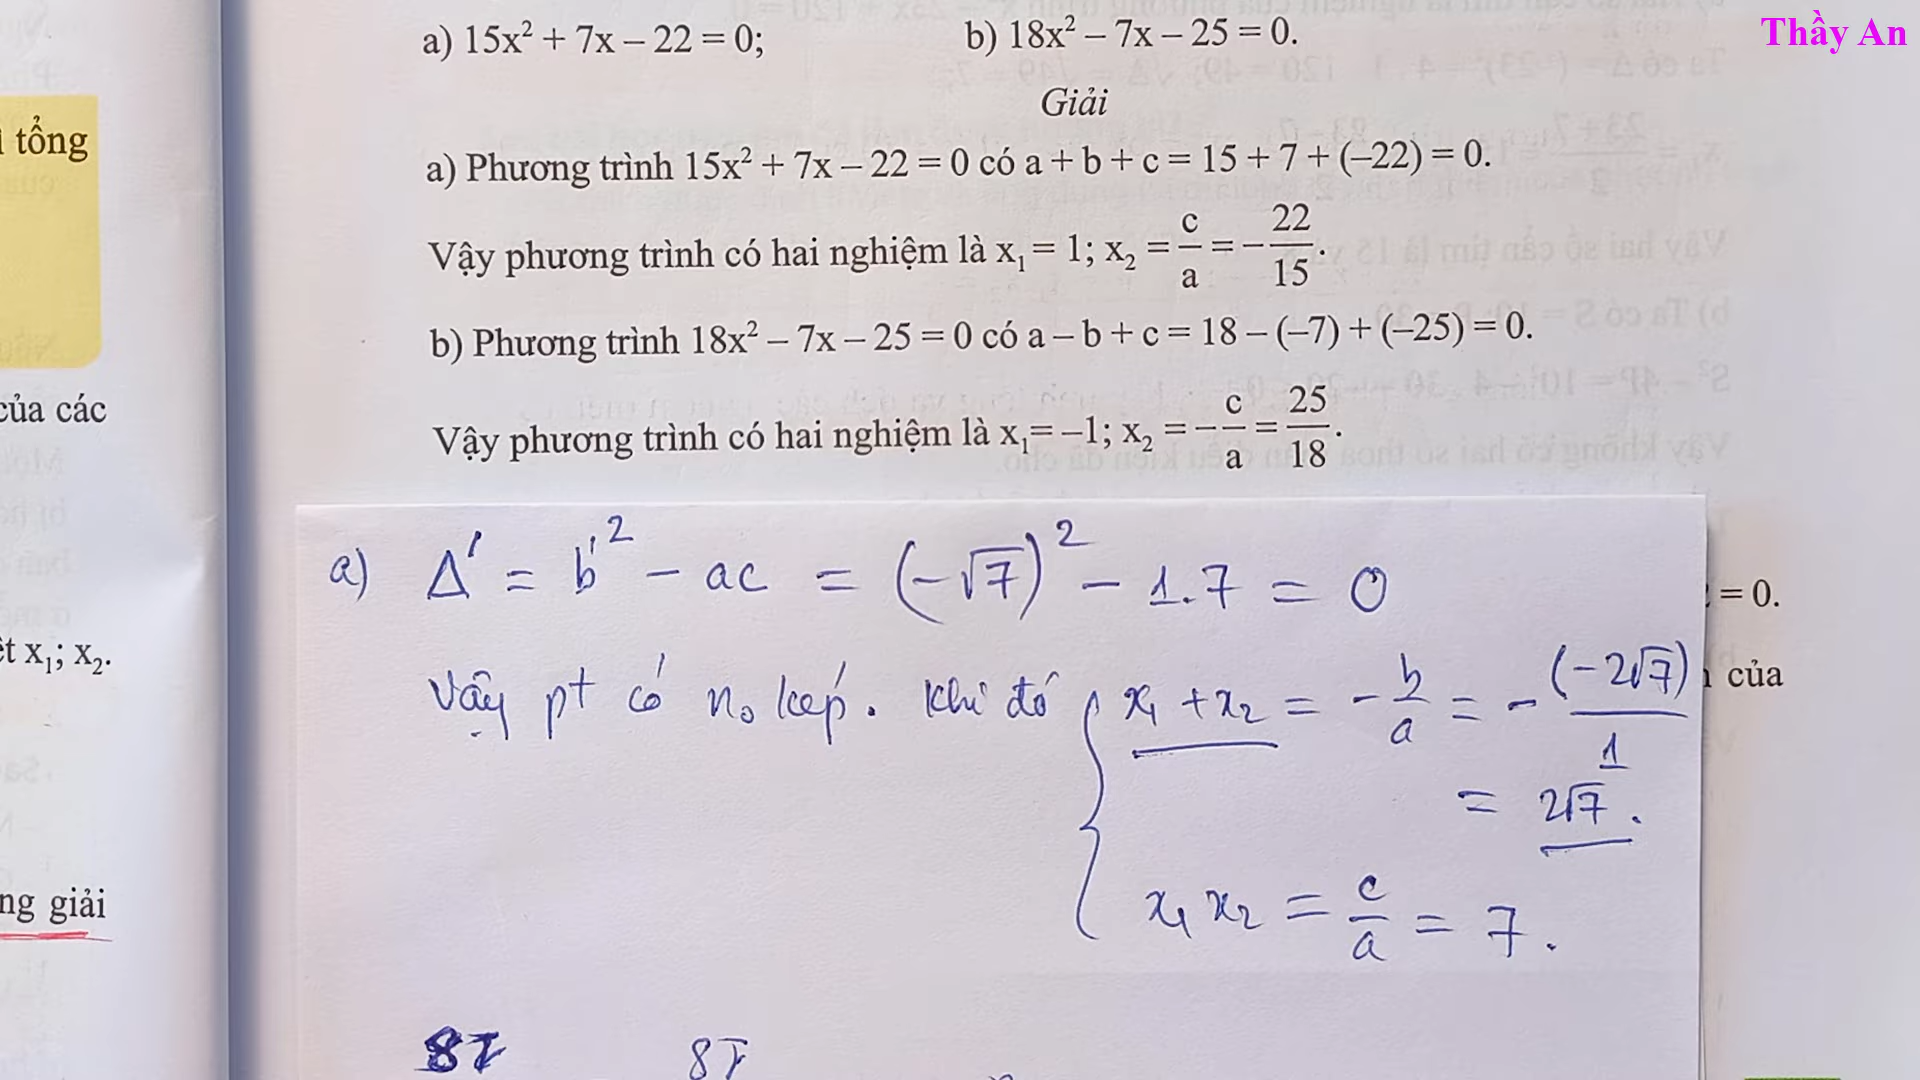 Thầy An
a) 15x² + 7x – 22 = 0; b) 18x² – 7x – 25 = 0.
Giải
tổng
a) Phương trình 15x² + 7x – 22 = 0 có a + b + c = 15 + 7 + (–22) = 0.
Vậy phương trình có hai nghiệm là x₁ = 1; x₂ = c/a = – 22/15.
b) Phương trình 18x² – 7x – 25 = 0 có a – b + c = 18 – (–7) + (–25) = 0.
của các
Vậy phương trình có hai nghiệm là x₁= –1; x₂ = – c/a = 25/18.
a) Δ' = b'² – ac = (–√7)² – 1.7 = 0
= 0.
x₁; x₂.
Vậy pt có n₀ kép. Khi đó { x₁ + x₂ = – b/a = – (–2√7)/1
của
= 2√7.
giải
x₁ x₂ = c/a = 7.
87 87